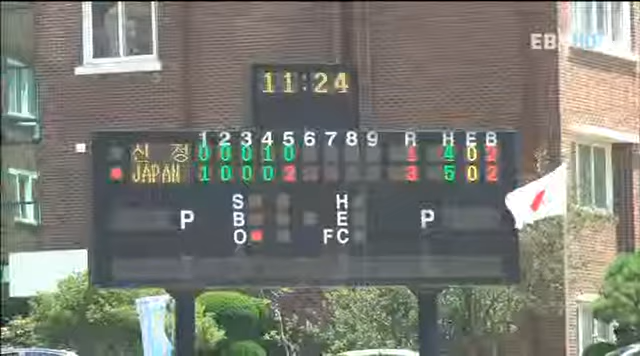 EBS
11:24
1 2 3 4 5 6 7 8 9 R H E B
신 정 0 0 0 1 0 1 4 0 2
JAPAN 1 0 0 0 2 3 5 0 2
S H
P B E P
O FC